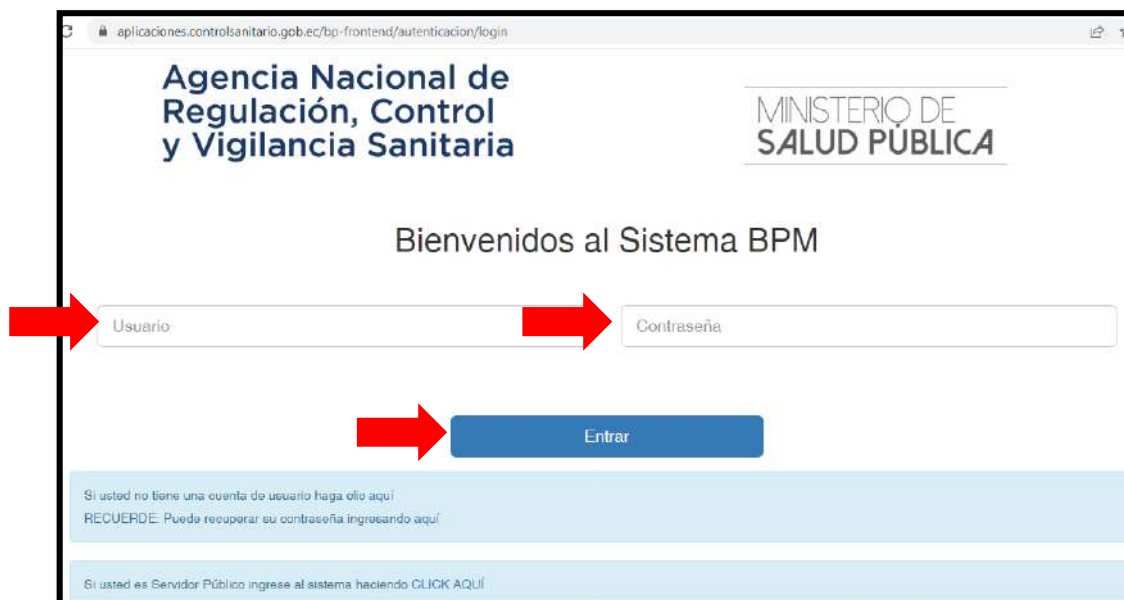 aplicaciones.controlsanitario.gob.ec/bp-frontend/autenticacion/login
Agencia Nacional de
Regulación, Control
y Vigilancia Sanitaria
MINISTERIO DE
SALUD PÚBLICA
Bienvenidos al Sistema BPM
Usuario
Contraseña
Entrar
Si usted no tiene una cuenta de usuario haga clic aquí
RECUERDE: Puede recuperar su contraseña ingresando aquí
Si usted es Servidor Público ingrese al sistema haciendo CLICK AQUÍ